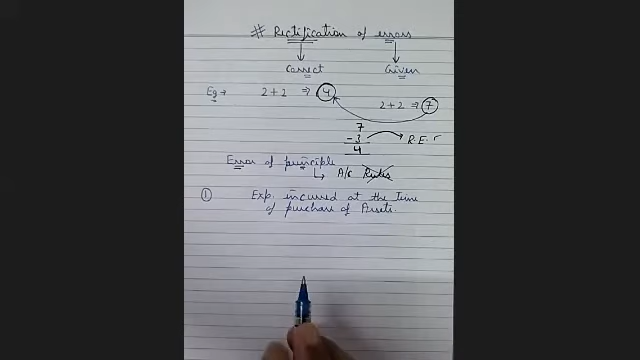 # Rectification of errors
Correct Given
Eg → 2 + 2 ⇒ 4
2 + 2 ⇒ 7
7
- 3 R.E.
4
Error of principle
A/c Rules
① Exp. incurred at the time
of purchase of Assets.